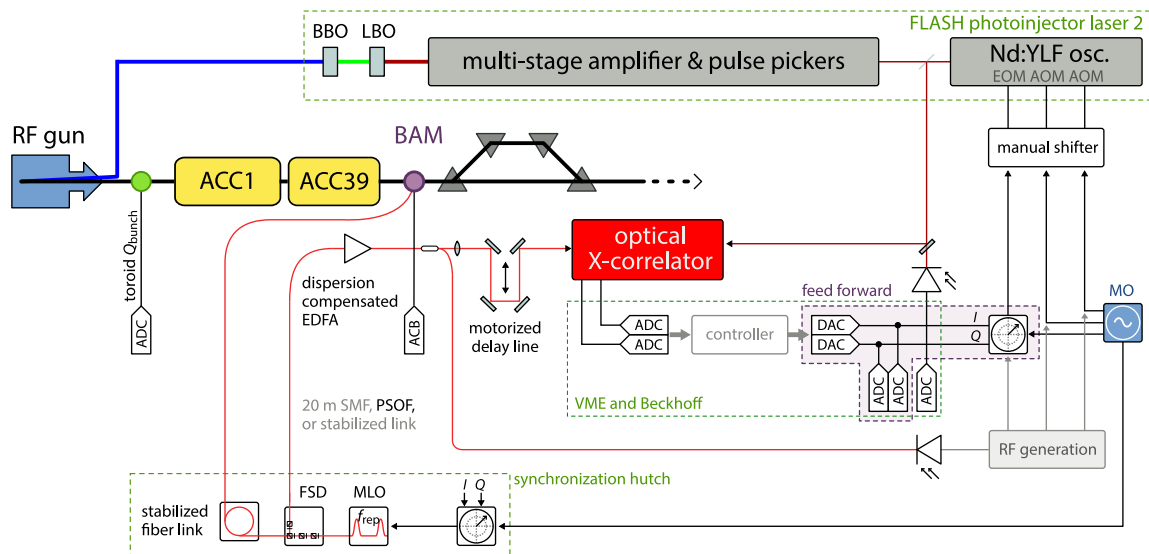 FLASH photoinjector laser 2
BBO
LBO
multi-stage amplifier & pulse pickers
Nd:YLF osc.
EOM AOM AOM
RF gun
BAM
manual shifter
ACC1
ACC39
toroid Qbunch
ADC
dispersion
compensated
EDFA
ACB
motorized
delay line
optical
X-correlator
feed forward
MO
ADC
ADC
controller
DAC
DAC
I
Q
ADC
ADC
ADC
VME and Beckhoff
20 m SMF, PSOF,
or stabilized link
RF generation
synchronization hutch
stabilized
fiber link
FSD
MLO
frep
I Q